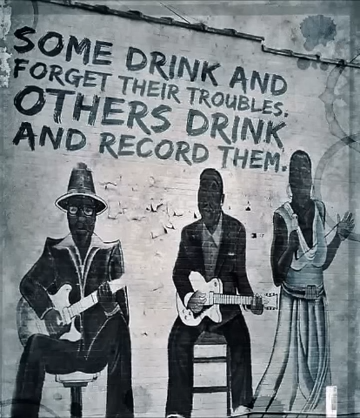 SOME DRINK AND
FORGET THEIR TROUBLES.
OTHERS DRINK
AND RECORD THEM.